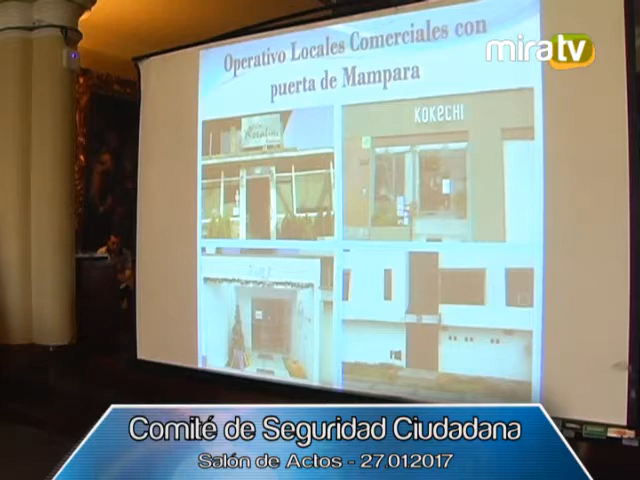 miratv
Operativo Locales Comerciales con
puerta de Mampara
KOKECHI
Comité de Seguridad Ciudadana
Salón de Actos - 27.012017